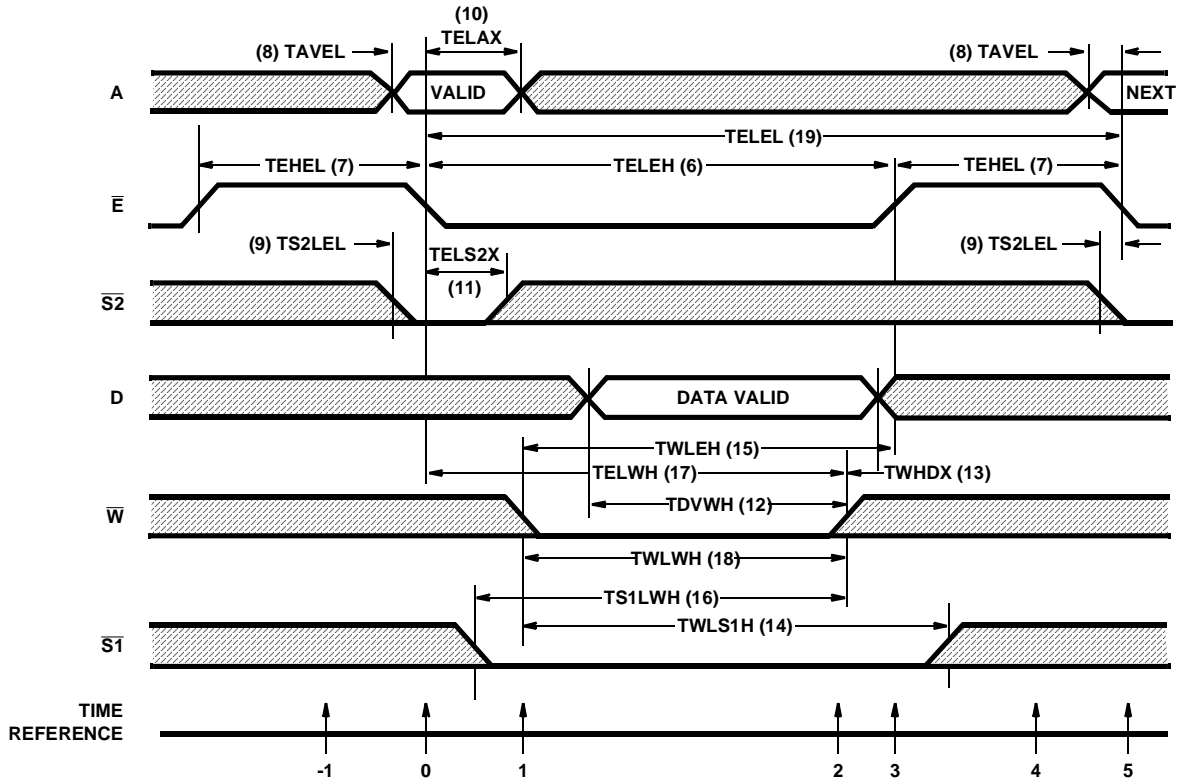 (10)
(8) TAVEL TELAX (8) TAVEL
A VALID NEXT
TELEL (19)
TEHEL (7) TELEH (6) TEHEL (7)
E
(9) TS2LEL TELS2X (9) TS2LEL
(11)
S2
D DATA VALID
TWLEH (15)
TELWH (17) TWHDX (13)
TDVWH (12)
W
TWLWH (18)
TS1LWH (16)
TWLS1H (14)
S1
TIME
REFERENCE
-1 0 1 2 3 4 5